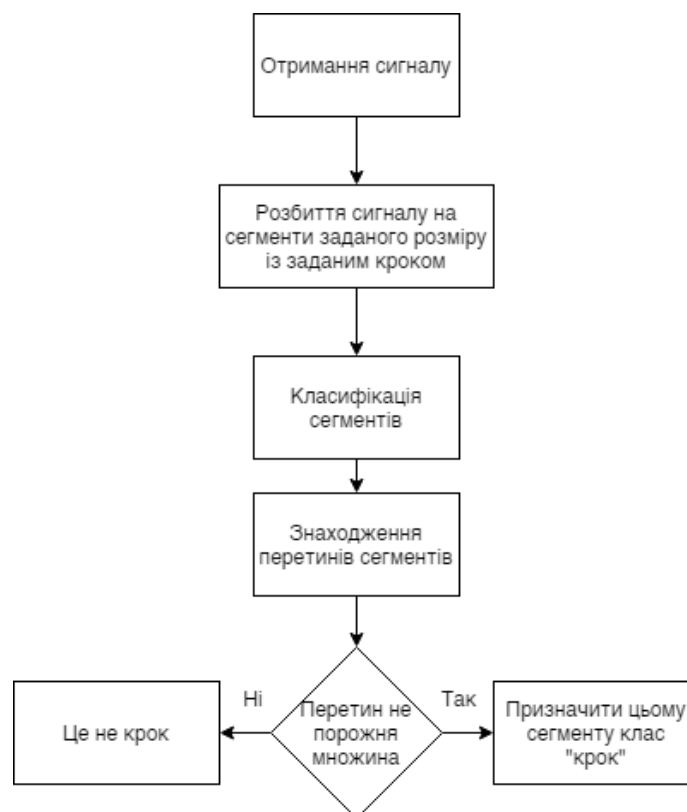 Отримання сигналу
Розбиття сигналу на
сегменти заданого розміру
із заданим кроком
Класифікація
сегментів
Знаходження
перетинів сегментів
Ні
Так
Це не крок
Перетин не
порожня
множина
Призначити цьому
сегменту клас
"крок"